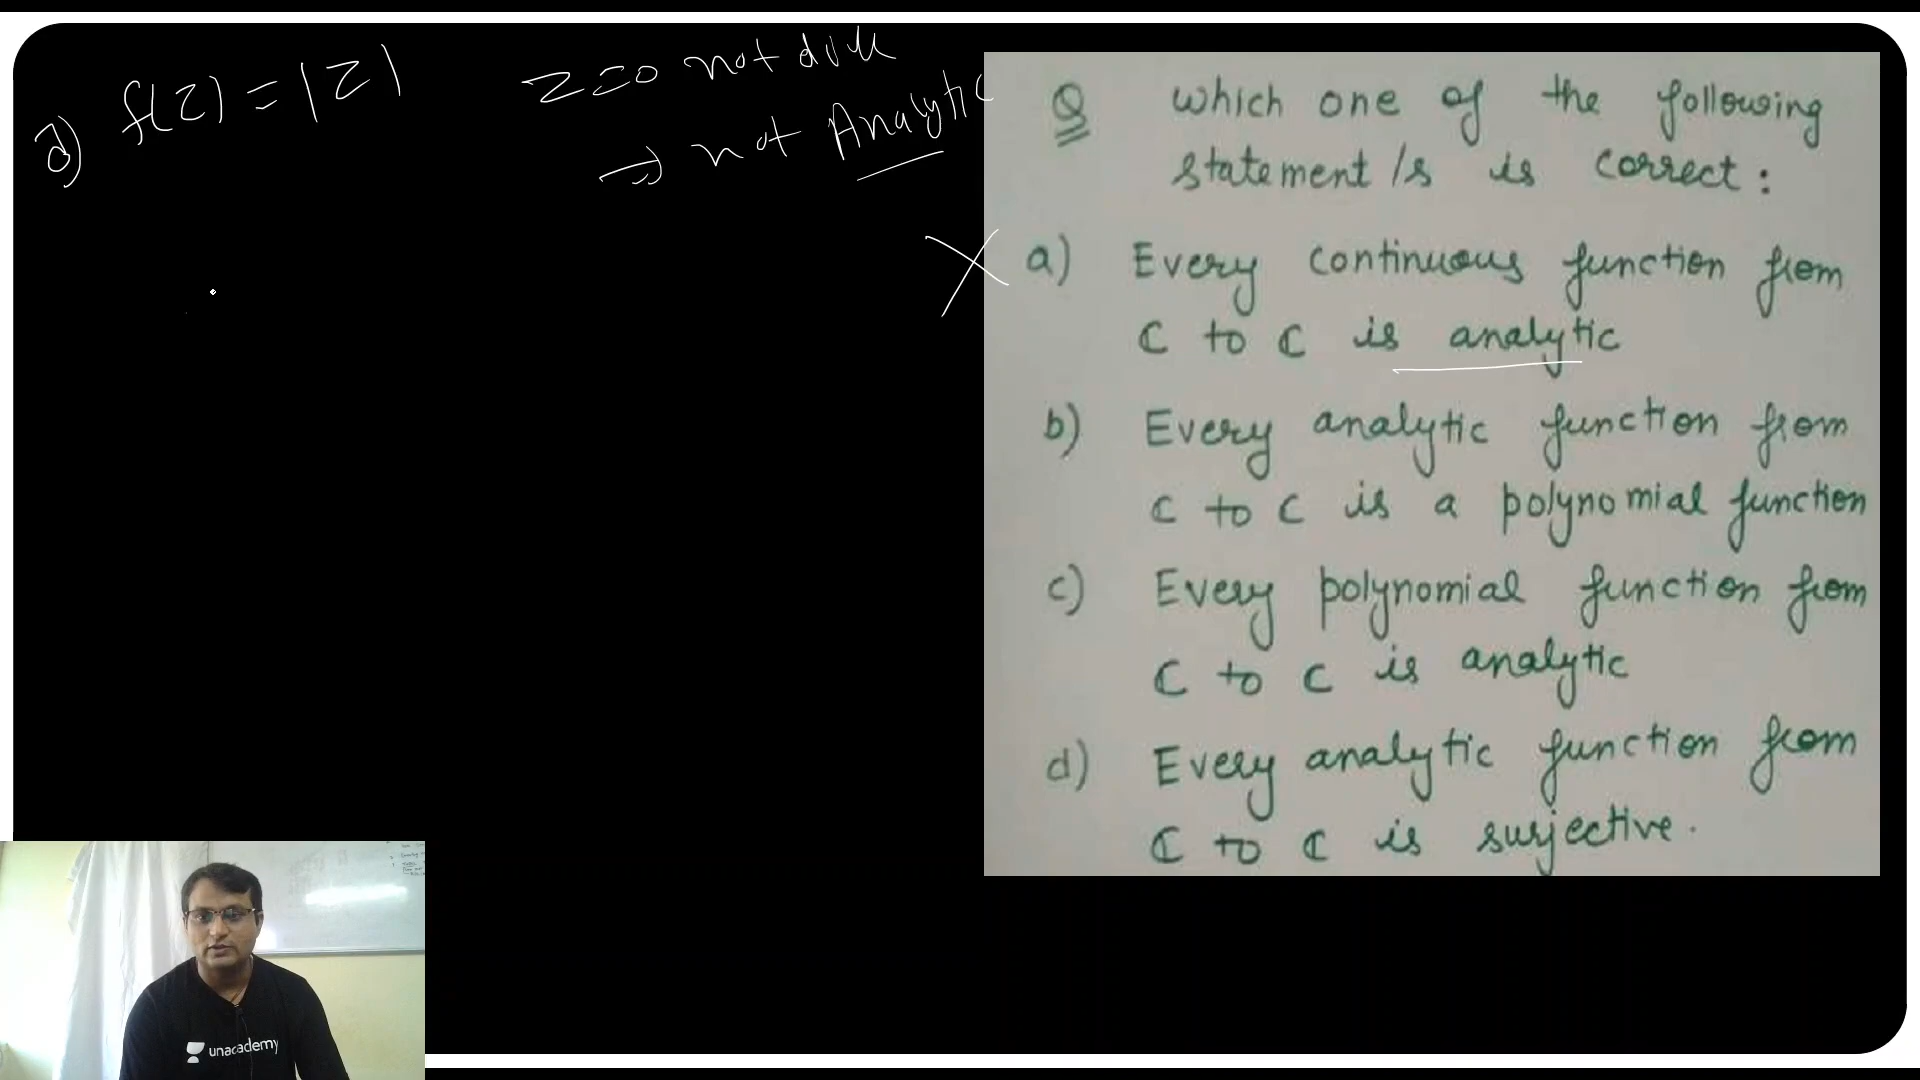 a) f(z) = |z|
z=0 not diff
⇒ not Analytic
Q which one of the following
statement/s is correct:
a) Every continuous function from
C to C is analytic
b) Every analytic function from
C to C is a polynomial function
c) Every polynomial function from
C to C is analytic
d) Every analytic function from
C to C is surjective.
unacademy